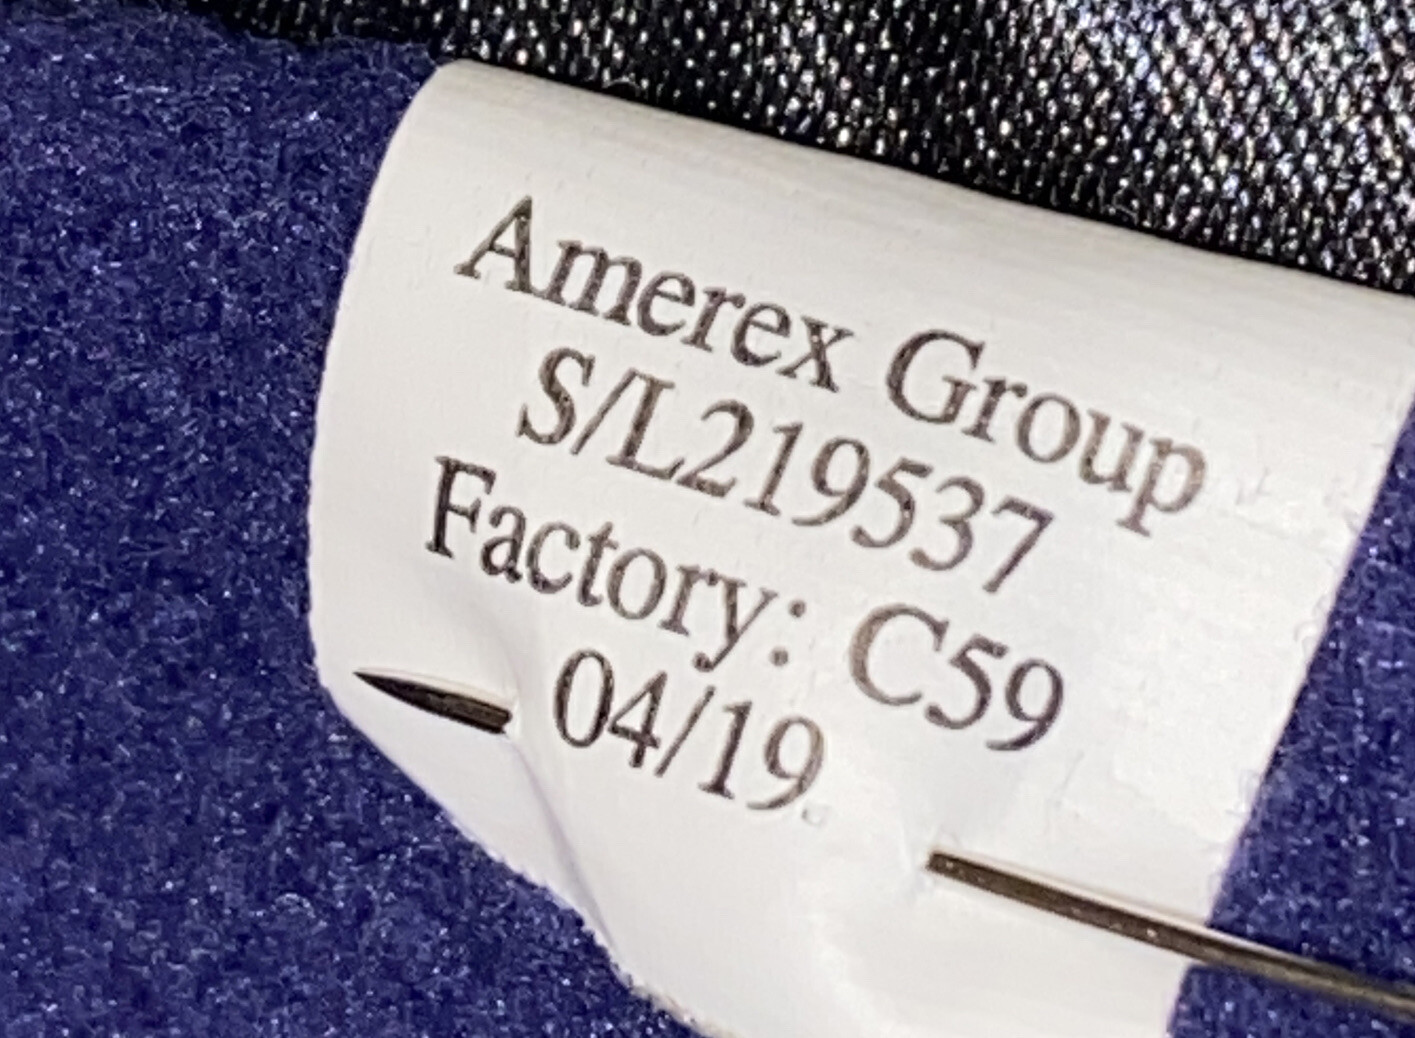 Amerex Group
S/L219537
Factory: C59
04/19